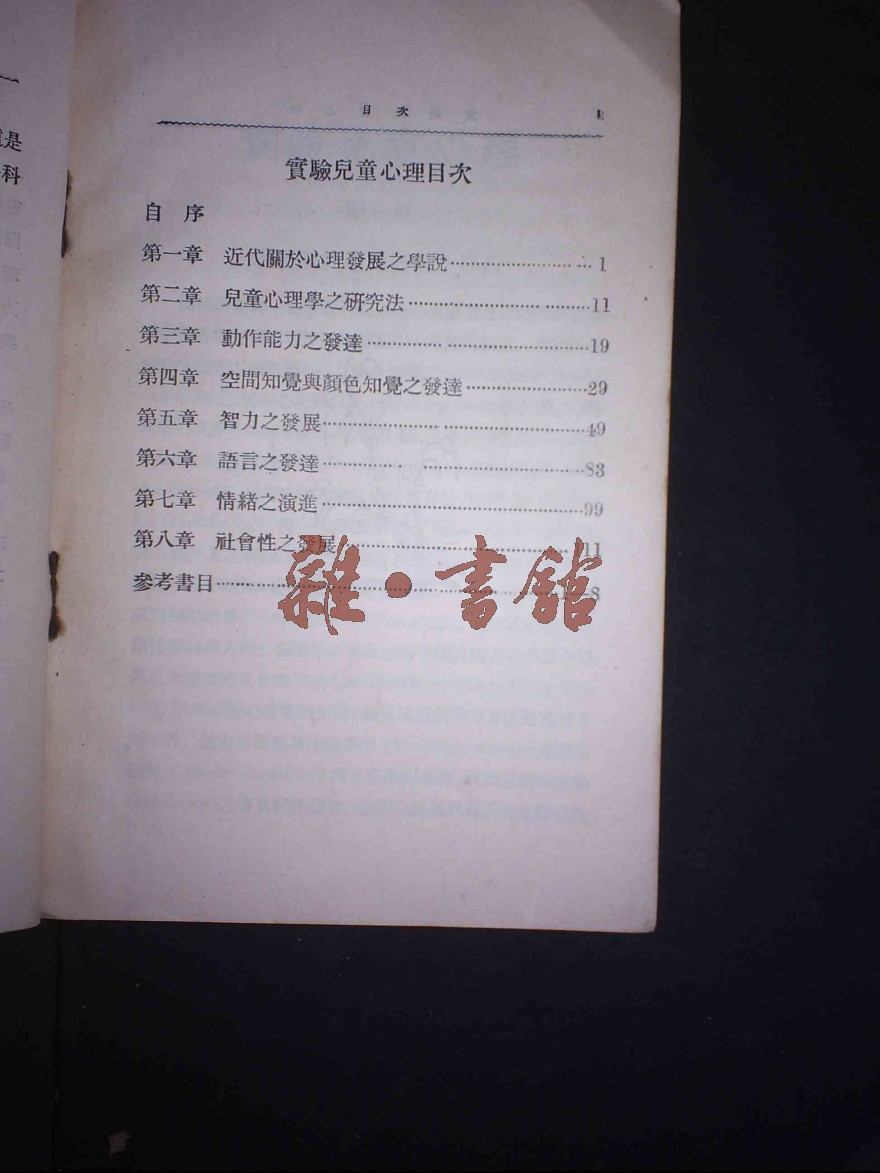 目次 1
實驗兒童心理目次
自序
第一章 近代關於心理發展之學說 1
第二章 兒童心理學之研究法 11
第三章 動作能力之發達 19
第四章 空間知覺與顏色知覺之發達 29
第五章 智力之發展 49
第六章 語言之發達 83
第七章 情緒之演進 99
第八章 社會性之發展 11
參考書目
雜·書館
是
科